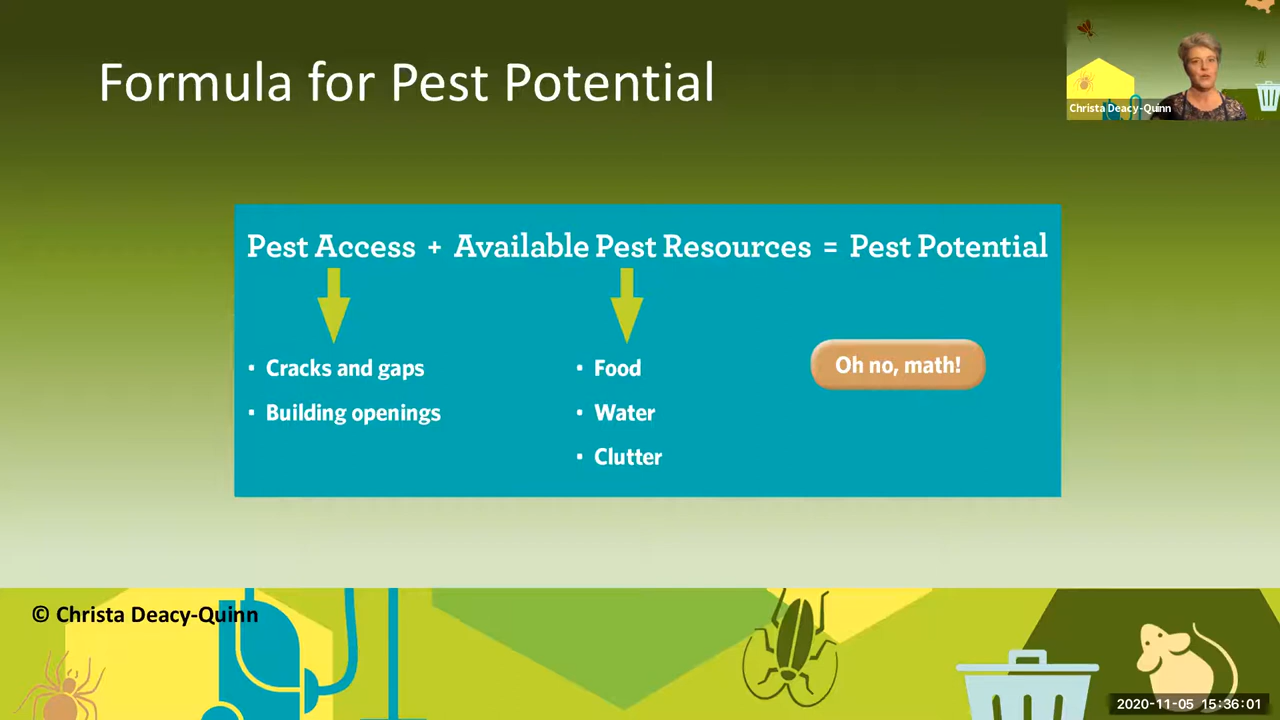 Formula for Pest Potential
Christa Deacy-Quinn
Pest Access + Available Pest Resources = Pest Potential
• Cracks and gaps
• Building openings
• Food
• Water
• Clutter
Oh no, math!
© Christa Deacy-Quinn
2020-11-05 15:36:01